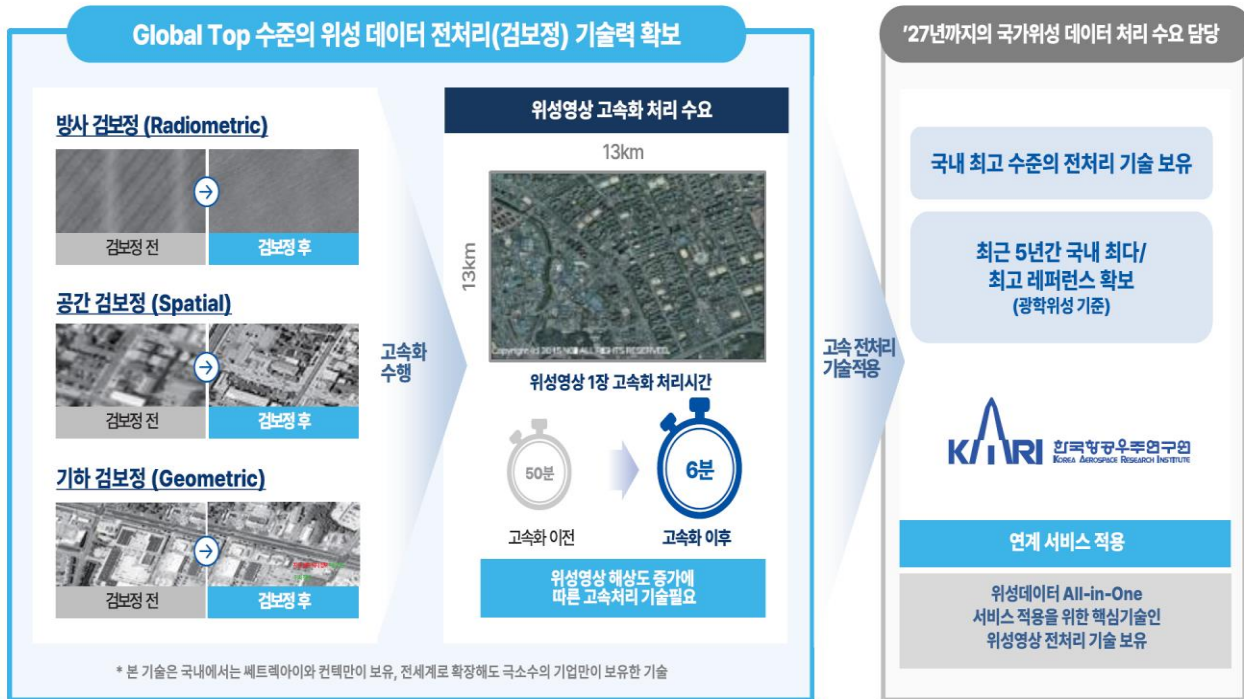 Global Top 수준의 위성 데이터 전처리(검보정) 기술력 확보
방사 검보정 (Radiometric)
검보정 전
검보정 후
공간 검보정 (Spatial)
검보정 전
검보정 후
기하 검보정 (Geometric)
검보정 전
검보정 후
고속화
수행
위성영상 고속화 처리 수요
13km
13km
ALL RIGHTS RESERVED.
위성영상 1장 고속화 처리시간
50분
6분
고속화 이전
고속화 이후
위성영상 해상도 증가에
따른 고속처리 기술필요
고속 전처리
기술적용
* 본 기술은 국내에서는 쎄트렉아이와 컨텍만이 보유, 전세계로 확장해도 극소수의 기업만이 보유한 기술
'27년까지의 국가위성 데이터 처리 수요 담당
국내 최고 수준의 전처리 기술 보유
최근 5년간 국내 최다/
최고 레퍼런스 확보
(광학위성 기준)
KARI 한국항공우주연구원
KOREA AEROSPACE RESEARCH INSTITUTE
연계 서비스 적용
위성데이터 All-in-One
서비스 적용을 위한 핵심기술인
위성영상 전처리 기술 보유